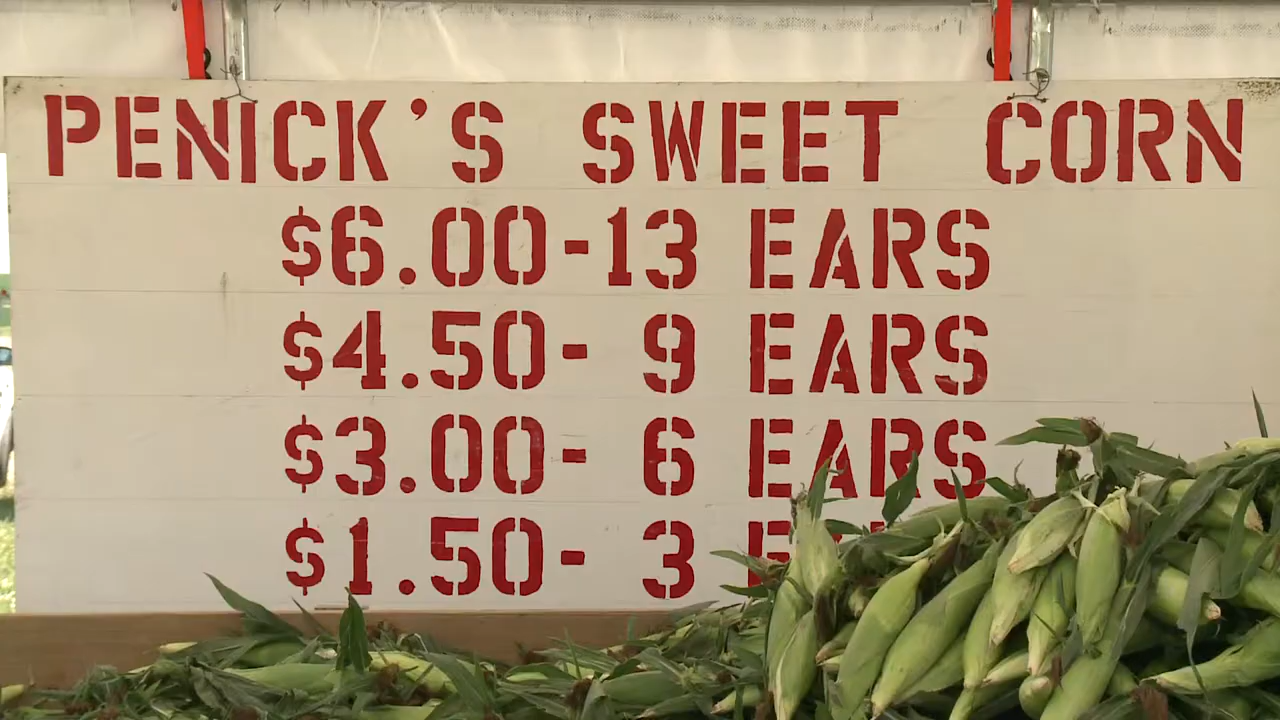 PENICK'S SWEET CORN
$6.00-13 EARS
$4.50- 9 EARS
$3.00- 6 EARS
$1.50- 3